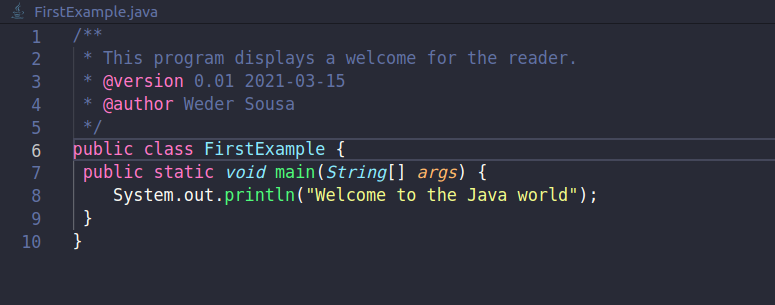 FirstExample.java
1 /**
2  * This program displays a welcome for the reader.
3  * @version 0.01 2021-03-15
4  * @author Weder Sousa
5  */
6 public class FirstExample {
7  public static void main(String[] args) {
8     System.out.println("Welcome to the Java world");
9  }
10 }